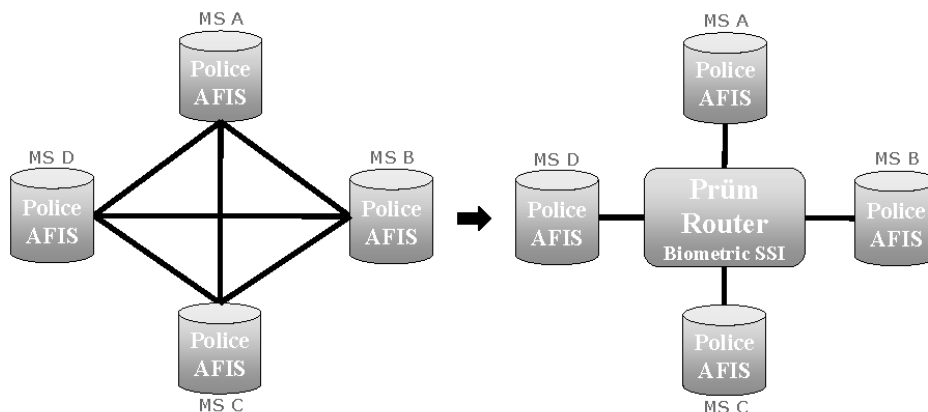 MS A
Police
AFIS
MS D
Police
AFIS
MS B
Police
AFIS
Police
AFIS
MS C
MS A
Police
AFIS
MS D
Police
AFIS
Prüm
Router
Biometric SSI
MS B
Police
AFIS
Police
AFIS
MS C